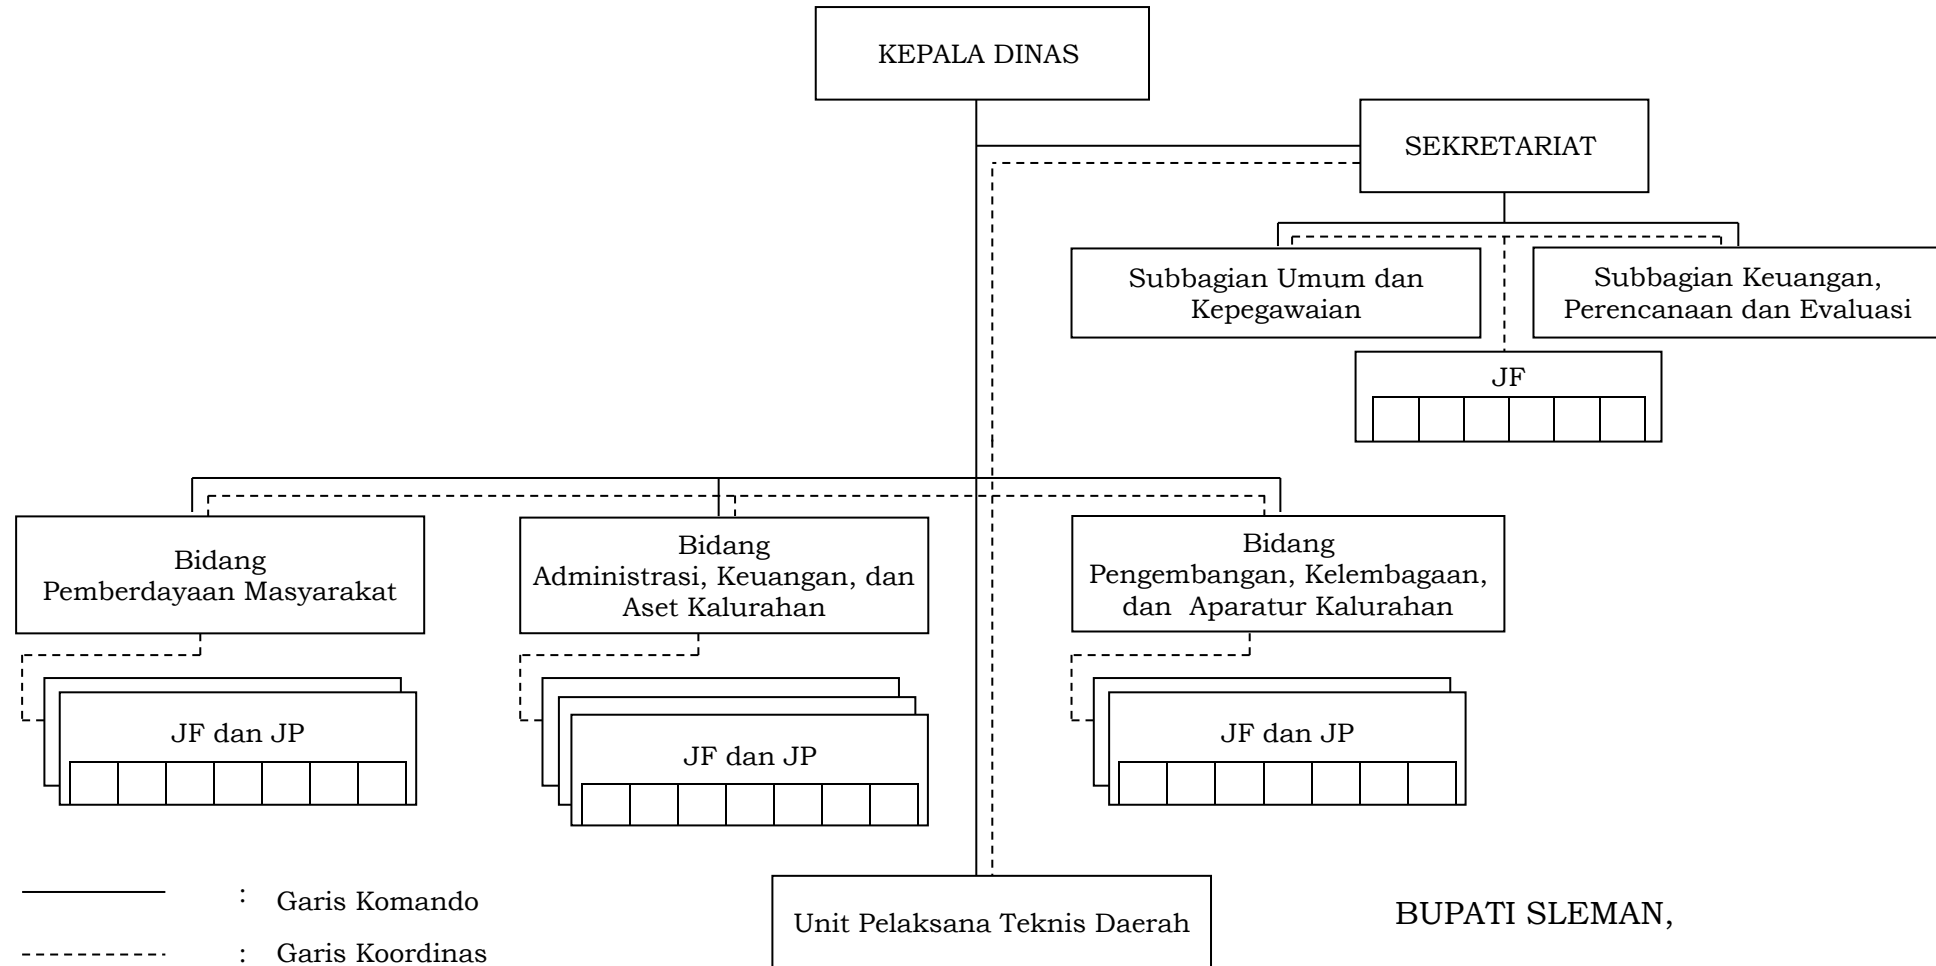 KEPALA DINAS
SEKRETARIAT
Subbagian Umum dan
Kepegawaian
Subbagian Keuangan,
Perencanaan dan Evaluasi
JF
Bidang
Pemberdayaan Masyarakat
Bidang
Administrasi, Keuangan, dan
Aset Kalurahan
Bidang
Pengembangan, Kelembagaan,
dan Aparatur Kalurahan
JF dan JP
JF dan JP
JF dan JP
: Garis Komando
: Garis Koordinas
Unit Pelaksana Teknis Daerah
BUPATI SLEMAN,